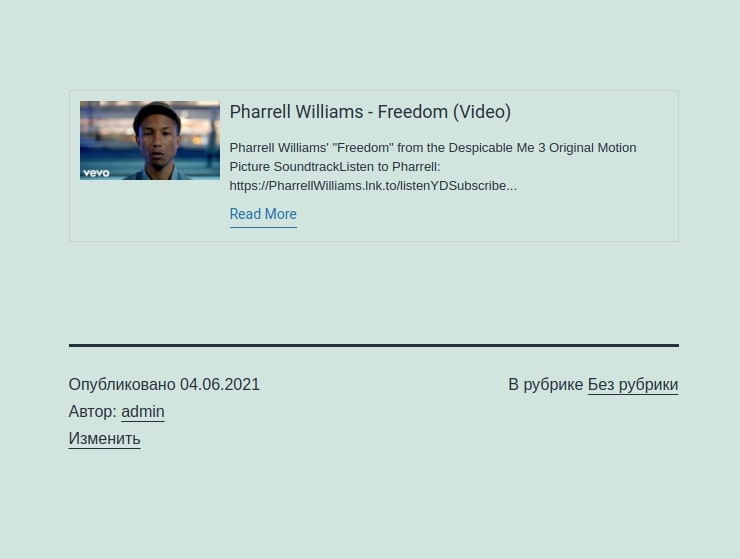 Pharrell Williams - Freedom (Video)
vevo
Pharrell Williams' "Freedom" from the Despicable Me 3 Original Motion
Picture SoundtrackListen to Pharrell:
https://PharrellWilliams.lnk.to/listenYDSubscribe...
Read More
Опубликовано 04.06.2021
В рубрике Без рубрики
Автор: admin
Изменить